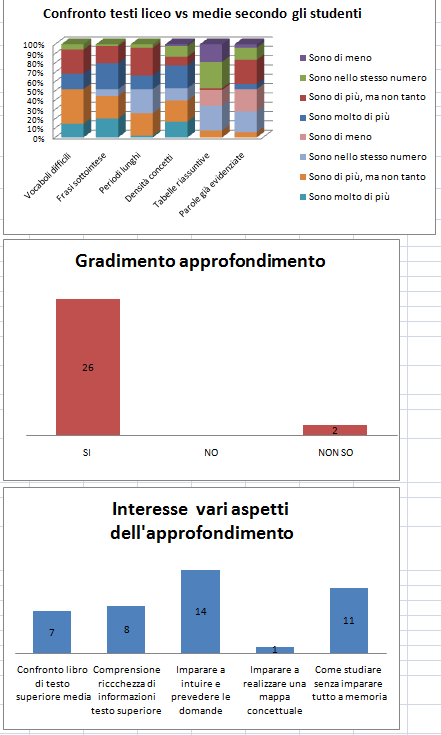 Confronto testi liceo vs medie secondo gli studenti
100%
90%
80%
70%
60%
50%
40%
30%
20%
10%
0%
Vocaboli difficili
Frasi sottointese
Periodi lunghi
Densità concetti
Tabelle riassuntive
Parole già evidenziate
Sono di meno
Sono nello stesso numero
Sono di più, ma non tanto
Sono molto di più
Sono di meno
Sono nello stesso numero
Sono di più, ma non tanto
Sono molto di più
Gradimento approfondimento
26
2
SI
NO
NON SO
Interesse vari aspetti
dell'approfondimento
7
8
14
1
11
Confronto libro
di testo
superiore media
Comprensione
riccchezza di
informazioni
testo superiore
Imparare a
intuire e
prevedere le
domande
Imparare a
realizzare una
mappa
concettuale
Come studiare
senza imparare
tutto a memoria